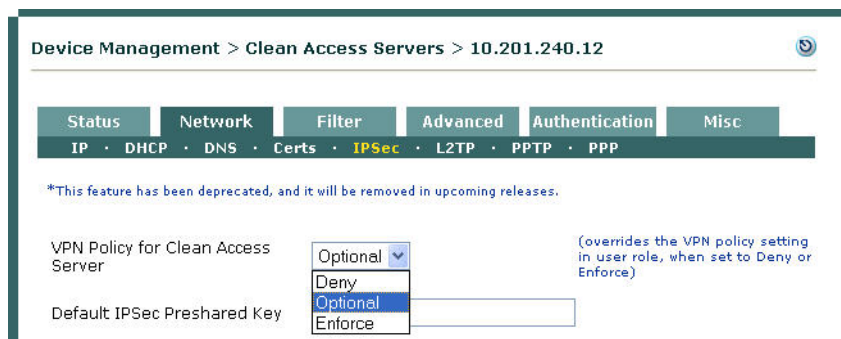 Device Management > Clean Access Servers > 10.201.240.12
Status Network Filter Advanced Authentication Misc
IP · DHCP · DNS · Certs · IPSec · L2TP · PPTP · PPP
*This feature has been deprecated, and it will be removed in upcoming releases.
VPN Policy for Clean Access
Server
Optional
(overrides the VPN policy setting
in user role, when set to Deny or
Enforce)
Deny
Optional
Enforce
Default IPSec Preshared Key